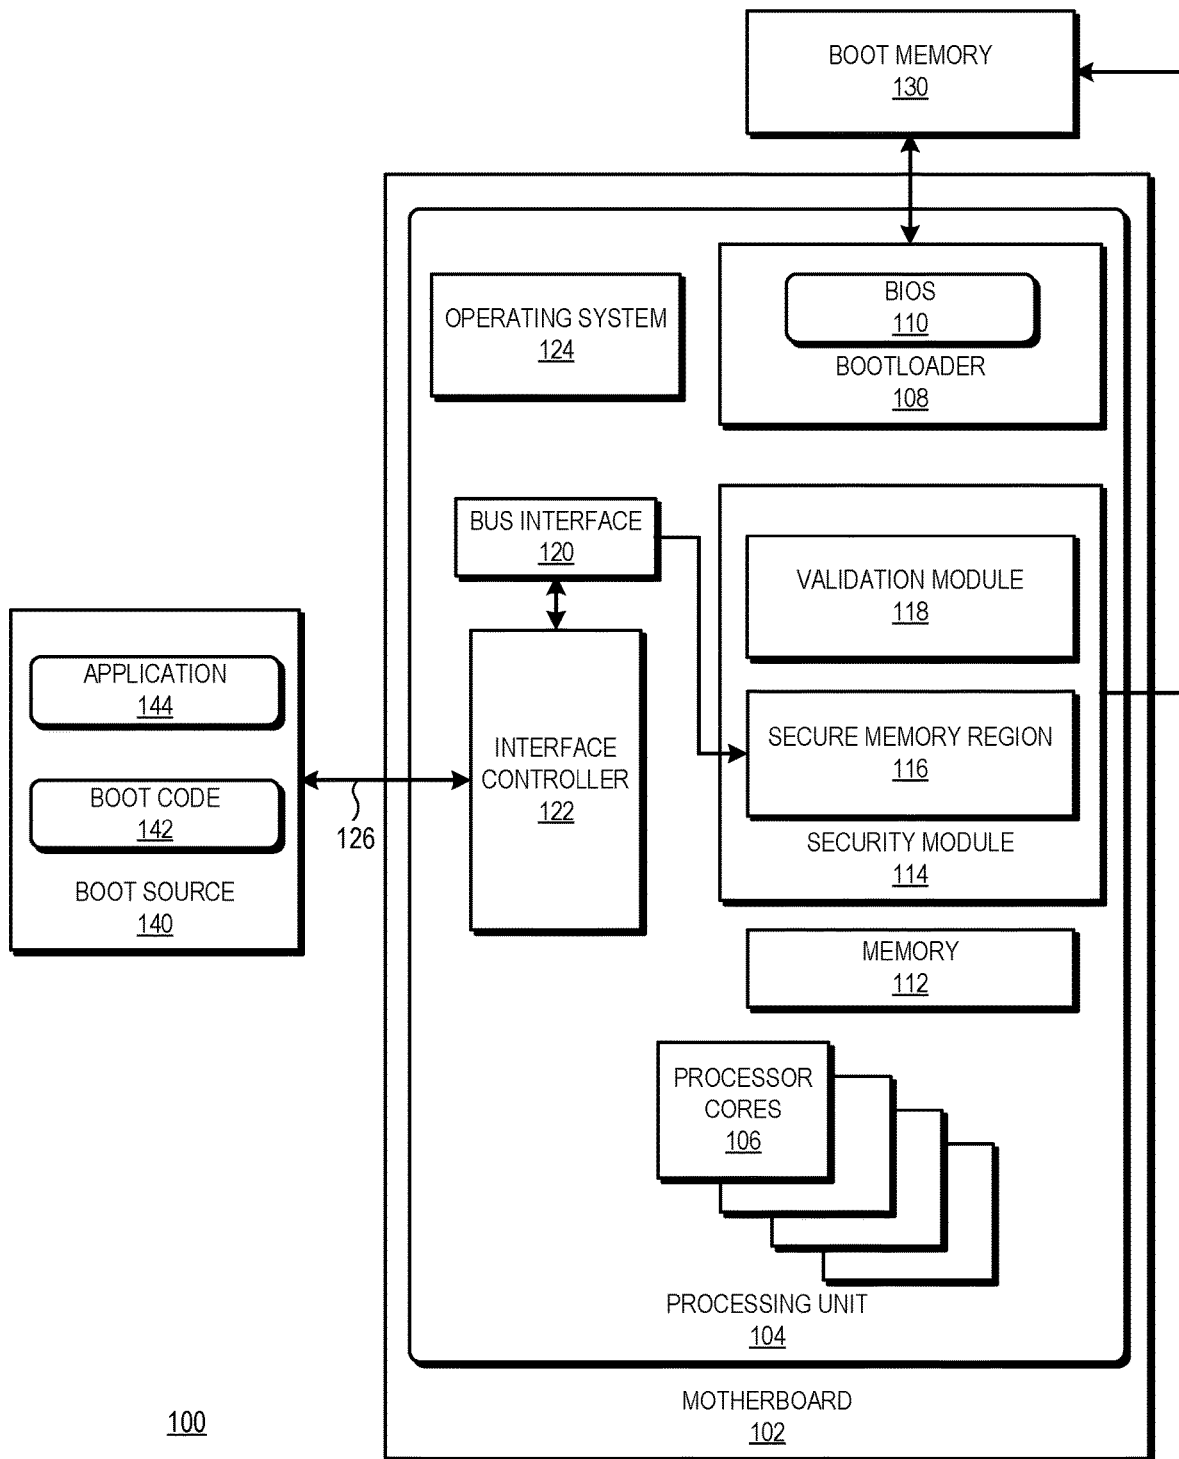 BOOT MEMORY
130
BIOS
110
BOOTLOADER
108
OPERATING SYSTEM
124
BUS INTERFACE
120
VALIDATION MODULE
118
SECURE MEMORY REGION
116
SECURITY MODULE
114
INTERFACE
CONTROLLER
122
APPLICATION
144
BOOT CODE
142
BOOT SOURCE
140
126
MEMORY
112
PROCESSOR
CORES
106
PROCESSING UNIT
104
MOTHERBOARD
102
100